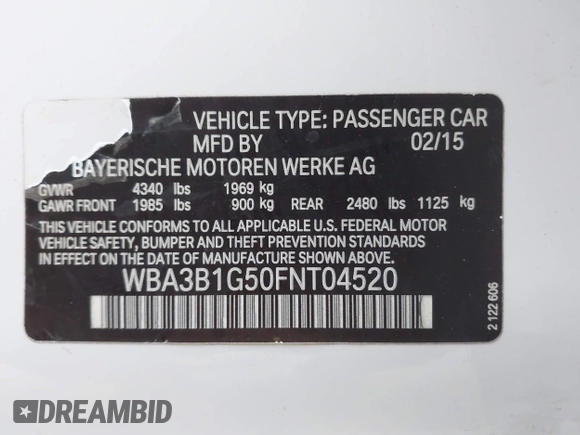 VEHICLE TYPE: PASSENGER CAR
MFD BY 02/15
BAYERISCHE MOTOREN WERKE AG
GVWR 4340 lbs 1969 kg
GAWR FRONT 1985 lbs 900 kg REAR 2480 lbs 1125 kg
THIS VEHICLE CONFORMS TO ALL APPLICABLE U.S. FEDERAL MOTOR
VEHICLE SAFETY, BUMPER AND THEFT PREVENTION STANDARDS
IN EFFECT ON THE DATE OF MANUFACTURE SHOWN ABOVE.
WBA3B1G50FNT04520
2 122 606
DREAMBID